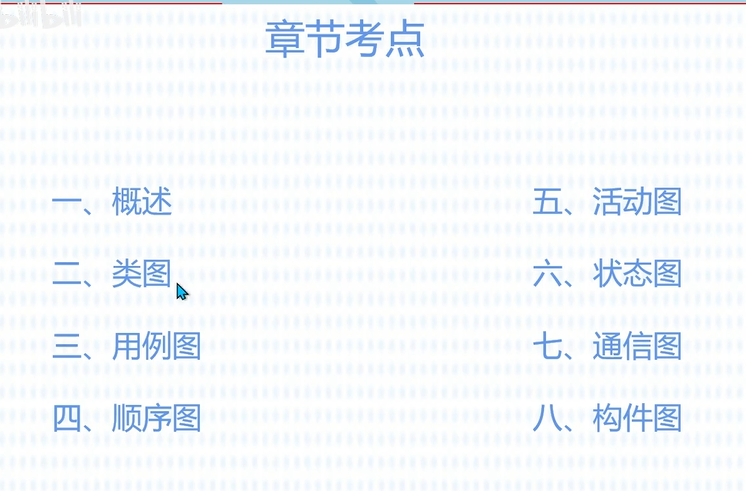 bilibili
章节考点
一、概述
二、类图
三、用例图
四、顺序图
五、活动图
六、状态图
七、通信图
八、构件图